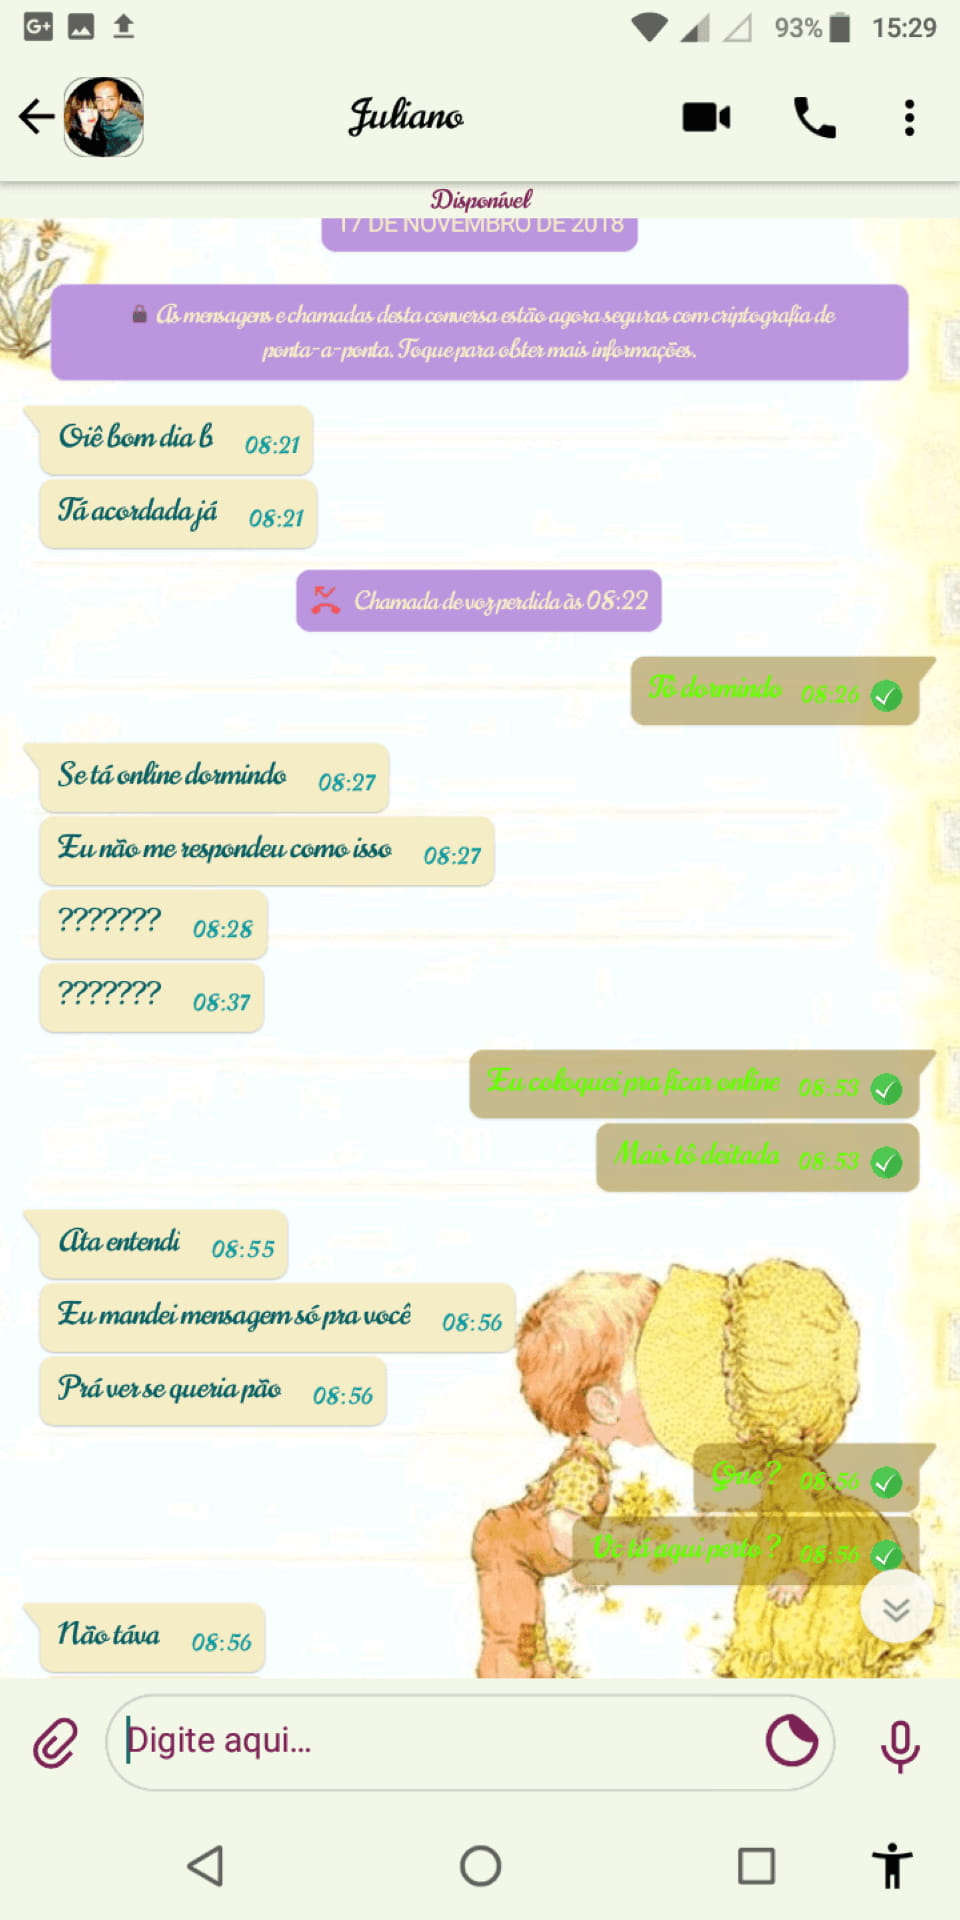 G+ 93% 15:29
Juliano
Disponível
17 DE NOVEMBRO DE 2018
As mensagens e chamadas desta conversa estão agora seguras com criptografia de
ponta-a-ponta. Toque para obter mais informações.
Oiê bom dia b 08:21
Tá acordada já 08:21
Chamada de voz perdida às 08:22
Tô dormindo 08:26
Se tá online dormindo 08:27
Eu não me respondeu como isso 08:27
??????? 08:28
??????? 08:37
Eu coloquei pra ficar online 08:53
Mais tô deitada 08:53
Ata entendi 08:55
Eu mandei mensagem só pra você 08:56
Prá ver se queria pão 08:56
Que? 08:56
Vc tá aqui perto? 08:56
Não táva 08:56
Digite aqui...